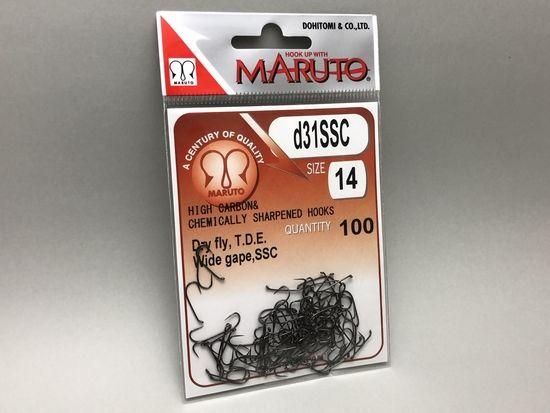 DOHITOMI & CO.,LTD.
HOOK UP WITH
MARUTO®
MARUTO
A CENTURY OF QUALITY
MARUTO
d31SSC
SIZE 14
HIGH CARBON&
CHEMICALLY SHARPENED HOOKS
QUANTITY 100
Dry fly, T.D.E.
Wide gape,SSC